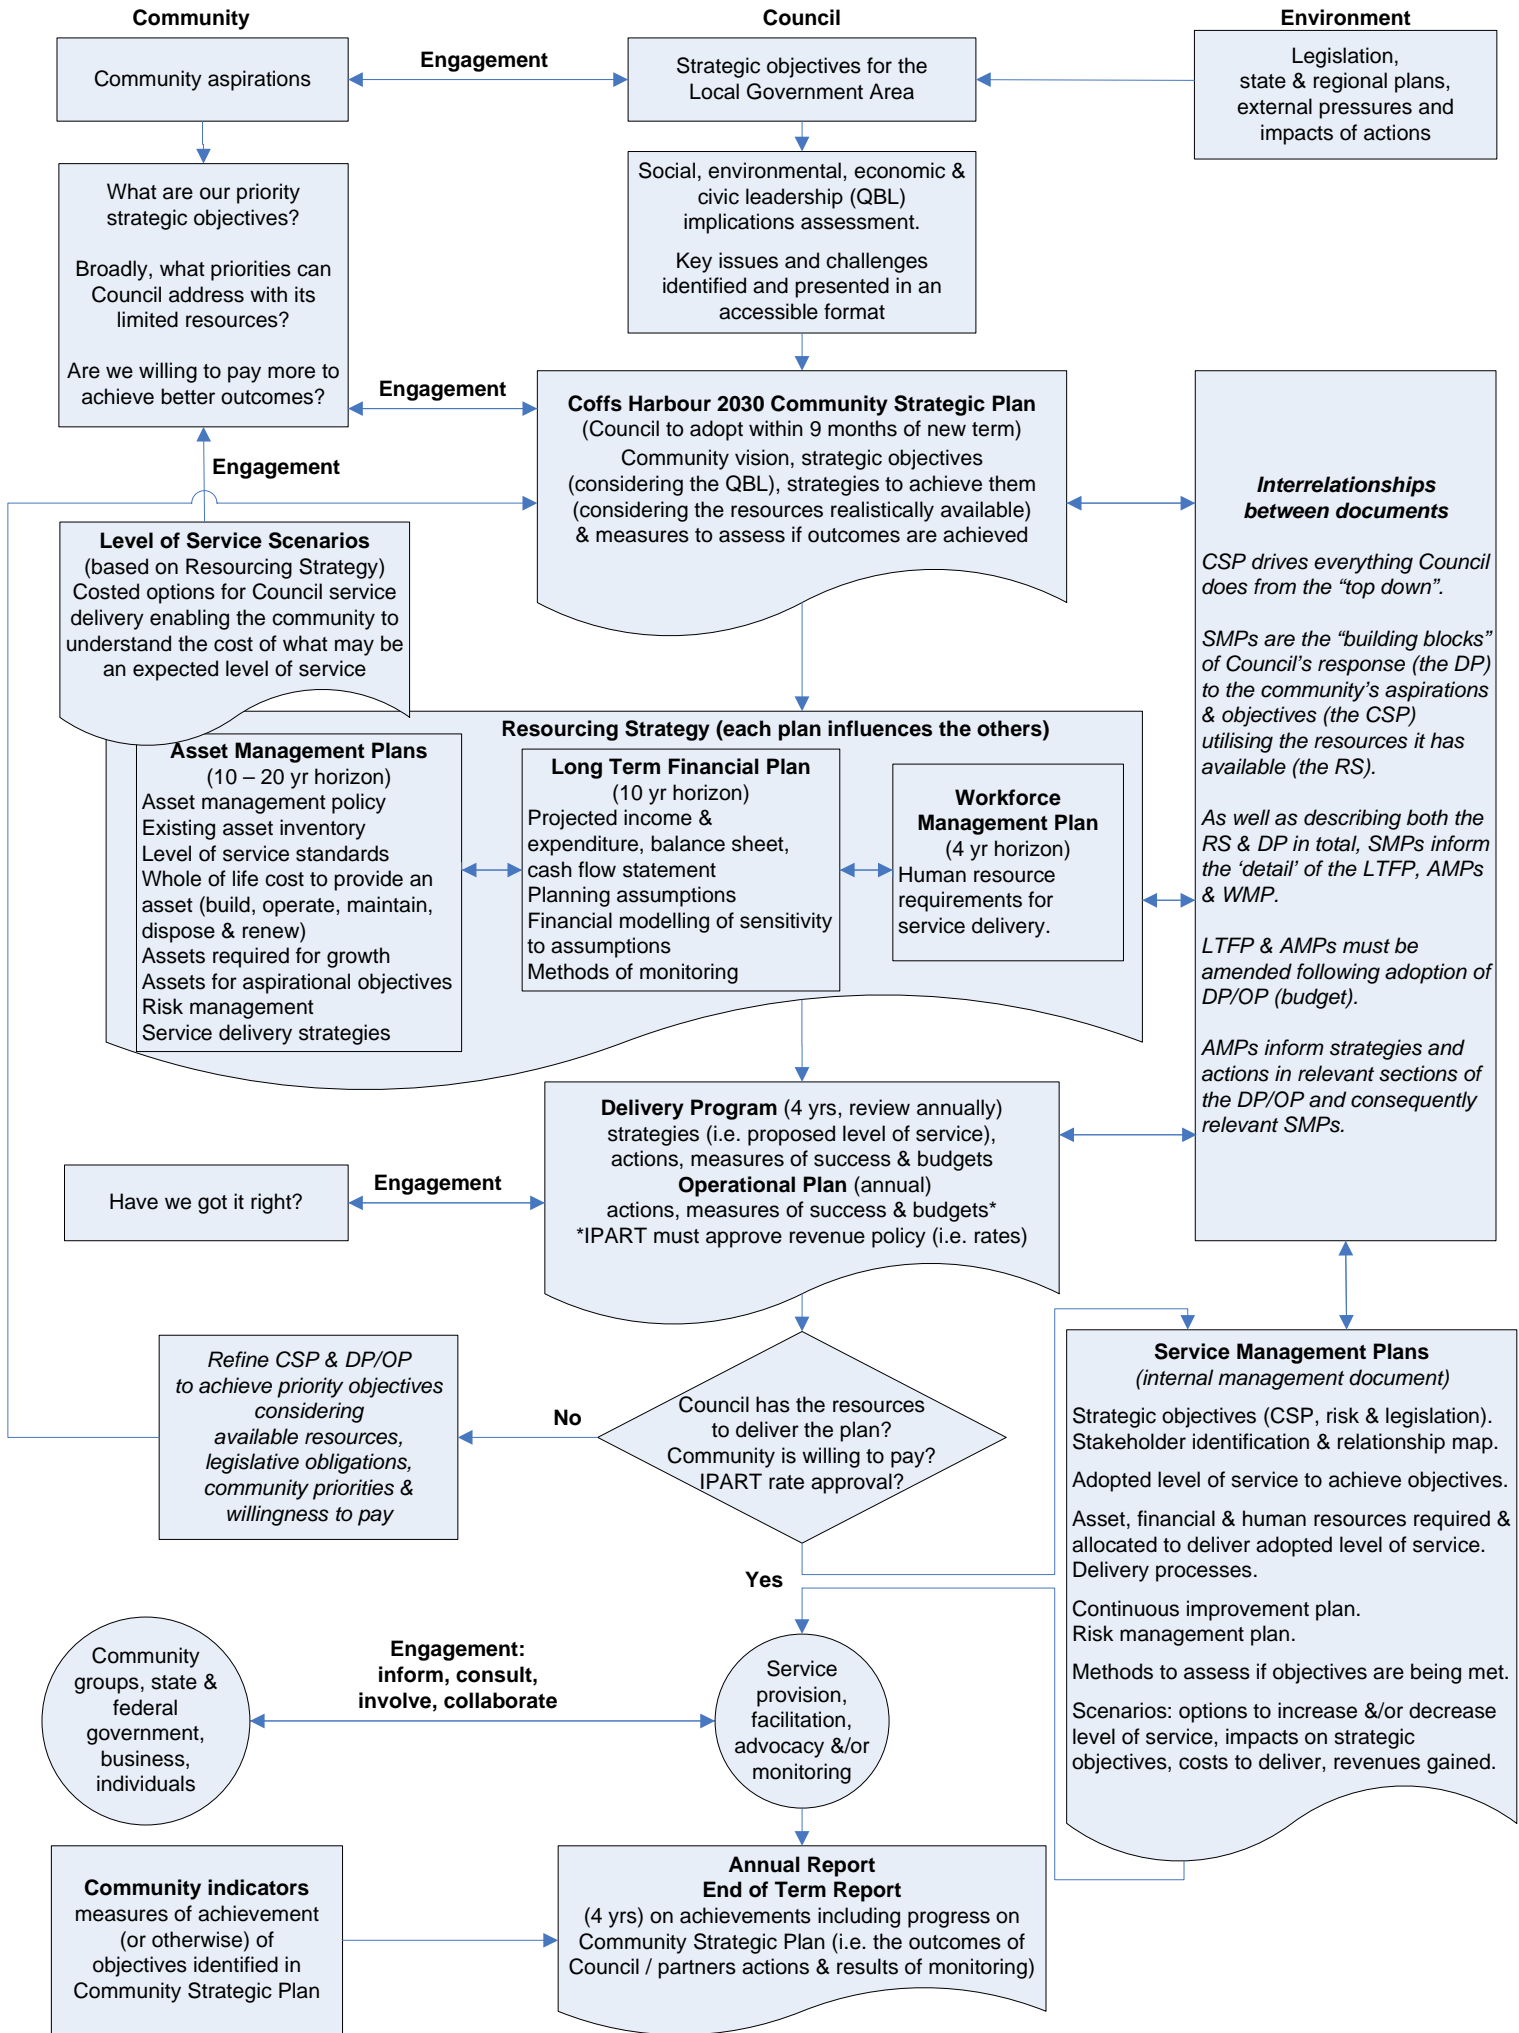 Community
Council
Environment
Community aspirations
Engagement
Strategic objectives for the
Local Government Area
Legislation,
state & regional plans,
external pressures and
impacts of actions
What are our priority
strategic objectives?
Broadly, what priorities can
Council address with its
limited resources?
Are we willing to pay more to
achieve better outcomes?
Social, environmental, economic &
civic leadership (QBL)
implications assessment.
Key issues and challenges
identified and presented in an
accessible format
Engagement
Coffs Harbour 2030 Community Strategic Plan
(Council to adopt within 9 months of new term)
Community vision, strategic objectives
(considering the QBL), strategies to achieve them
(considering the resources realistically available)
& measures to assess if outcomes are achieved
Engagement
Level of Service Scenarios
(based on Resourcing Strategy)
Costed options for Council service
delivery enabling the community to
understand the cost of what may be
an expected level of service
Interrelationships
between documents
CSP drives everything Council
does from the “top down”.
SMPs are the “building blocks”
of Council’s response (the DP)
to the community’s aspirations
& objectives (the CSP)
utilising the resources it has
available (the RS).
As well as describing both the
RS & DP in total, SMPs inform
the ‘detail’ of the LTFP, AMPs
& WMP.
LTFP & AMPs must be
amended following adoption of
DP/OP (budget).
AMPs inform strategies and
actions in relevant sections of
the DP/OP and consequently
relevant SMPs.
Resourcing Strategy (each plan influences the others)
Asset Management Plans
(10 – 20 yr horizon)
Asset management policy
Existing asset inventory
Level of service standards
Whole of life cost to provide an
asset (build, operate, maintain,
dispose & renew)
Assets required for growth
Assets for aspirational objectives
Risk management
Service delivery strategies
Long Term Financial Plan
(10 yr horizon)
Projected income &
expenditure, balance sheet,
cash flow statement
Planning assumptions
Financial modelling of sensitivity
to assumptions
Methods of monitoring
Workforce
Management Plan
(4 yr horizon)
Human resource
requirements for
service delivery.
Delivery Program (4 yrs, review annually)
strategies (i.e. proposed level of service),
actions, measures of success & budgets
Operational Plan (annual)
actions, measures of success & budgets*
*IPART must approve revenue policy (i.e. rates)
Have we got it right?
Engagement
Refine CSP & DP/OP
to achieve priority objectives
considering
available resources,
legislative obligations,
community priorities &
willingness to pay
No
Council has the resources
to deliver the plan?
Community is willing to pay?
IPART rate approval?
Yes
Service Management Plans
(internal management document)
Strategic objectives (CSP, risk & legislation).
Stakeholder identification & relationship map.
Adopted level of service to achieve objectives.
Asset, financial & human resources required &
allocated to deliver adopted level of service.
Delivery processes.
Continuous improvement plan.
Risk management plan.
Methods to assess if objectives are being met.
Scenarios: options to increase &/or decrease
level of service, impacts on strategic
objectives, costs to deliver, revenues gained.
Community
groups, state &
federal
government,
business,
individuals
Engagement:
inform, consult,
involve, collaborate
Service
provision,
facilitation,
advocacy &/or
monitoring
Community indicators
measures of achievement
(or otherwise) of
objectives identified in
Community Strategic Plan
Annual Report
End of Term Report
(4 yrs) on achievements including progress on
Community Strategic Plan (i.e. the outcomes of
Council / partners actions & results of monitoring)